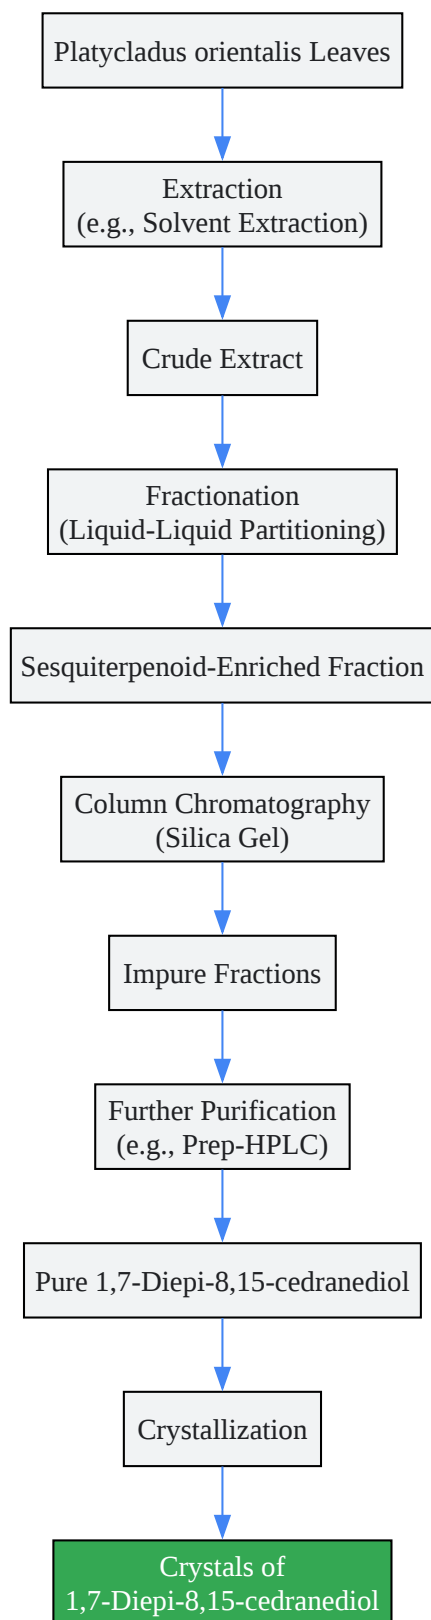 Platycladus orientalis Leaves
Extraction
(e.g., Solvent Extraction)
Crude Extract
Fractionation
(Liquid-Liquid Partitioning)
Sesquiterpenoid-Enriched Fraction
Column Chromatography
(Silica Gel)
Impure Fractions
Further Purification
(e.g., Prep-HPLC)
Pure 1,7-Diepi-8,15-cedranediol
Crystallization
Crystals of
1,7-Diepi-8,15-cedranediol